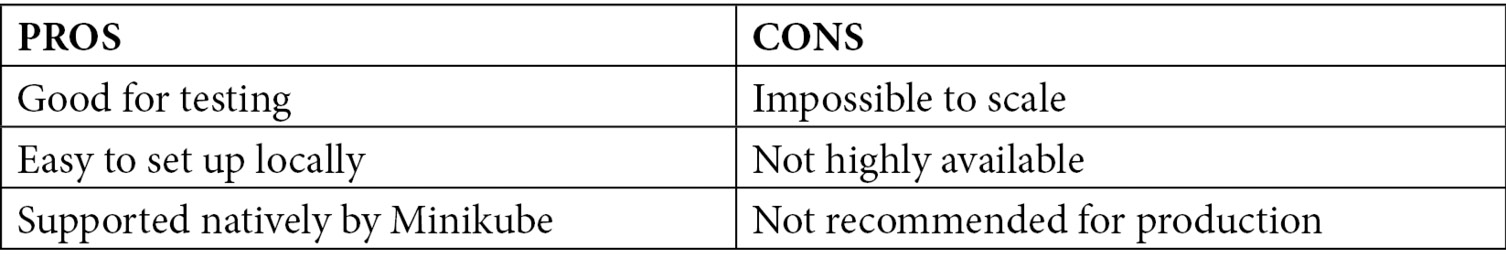 PROS CONS
Good for testing Impossible to scale
Easy to set up locally Not highly available
Supported natively by Minikube Not recommended for production